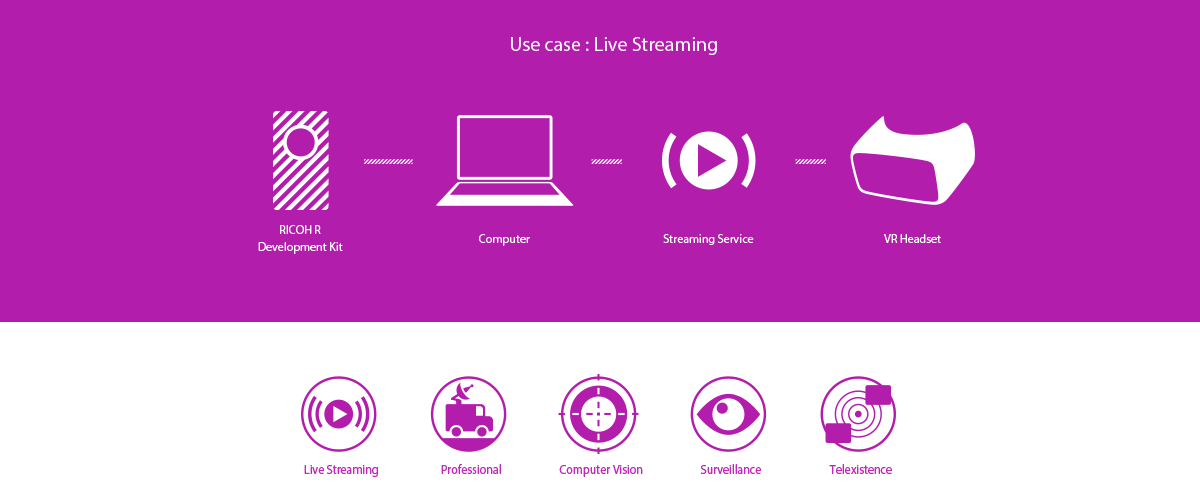 Use case : Live Streaming
RICOH R
Development Kit
Computer
Streaming Service
VR Headset
Live Streaming
Professional
Computer Vision
Surveillance
Telexistence